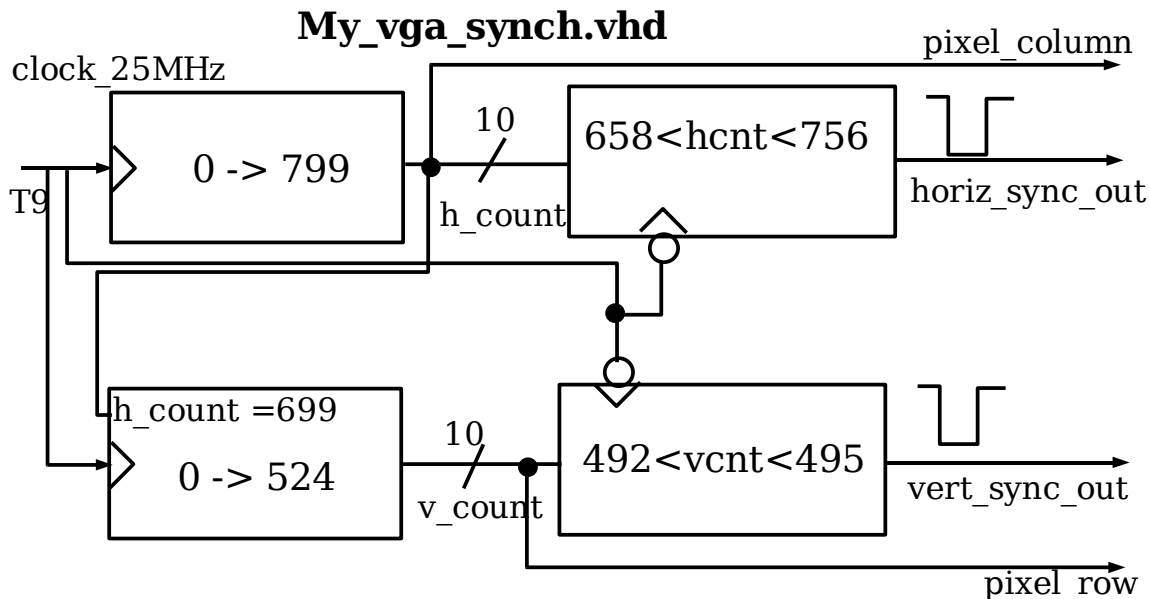 My_vga_synch.vhd
pixel_column
clock_25MHz
10
658<hcnt<756
0 -> 799
T9
h_count
horiz_sync_out
h_count =699
10
0 -> 524
492<vcnt<495
v_count
vert_sync_out
pixel_row